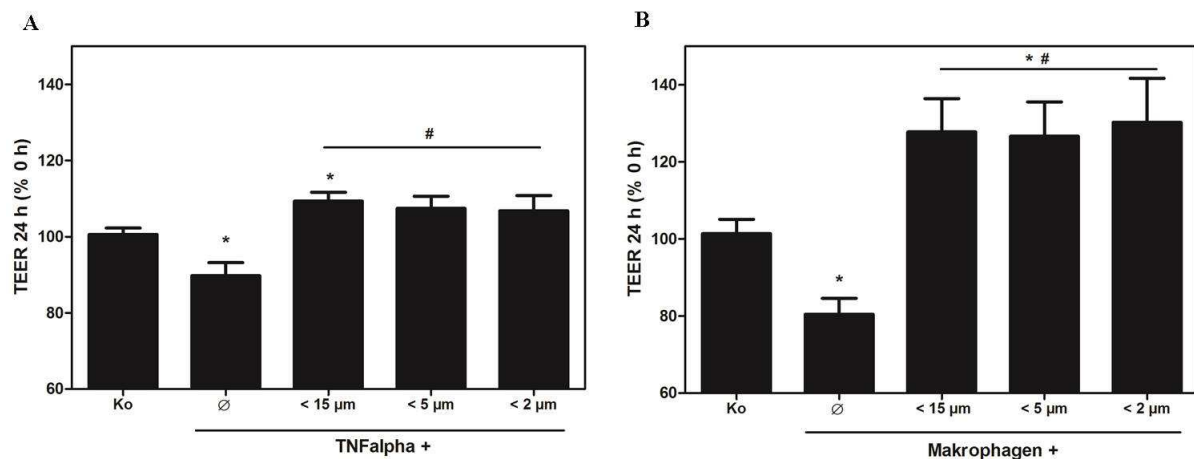 A
TEER 24 h (% 0 h)
140
120
100
80
60
*
*
#
Ko
∅
< 15 µm
< 5 µm
< 2 µm
TNFalpha +
B
TEER 24 h (% 0 h)
140
120
100
80
60
*
* #
Ko
∅
< 15 µm
< 5 µm
< 2 µm
Makrophagen +